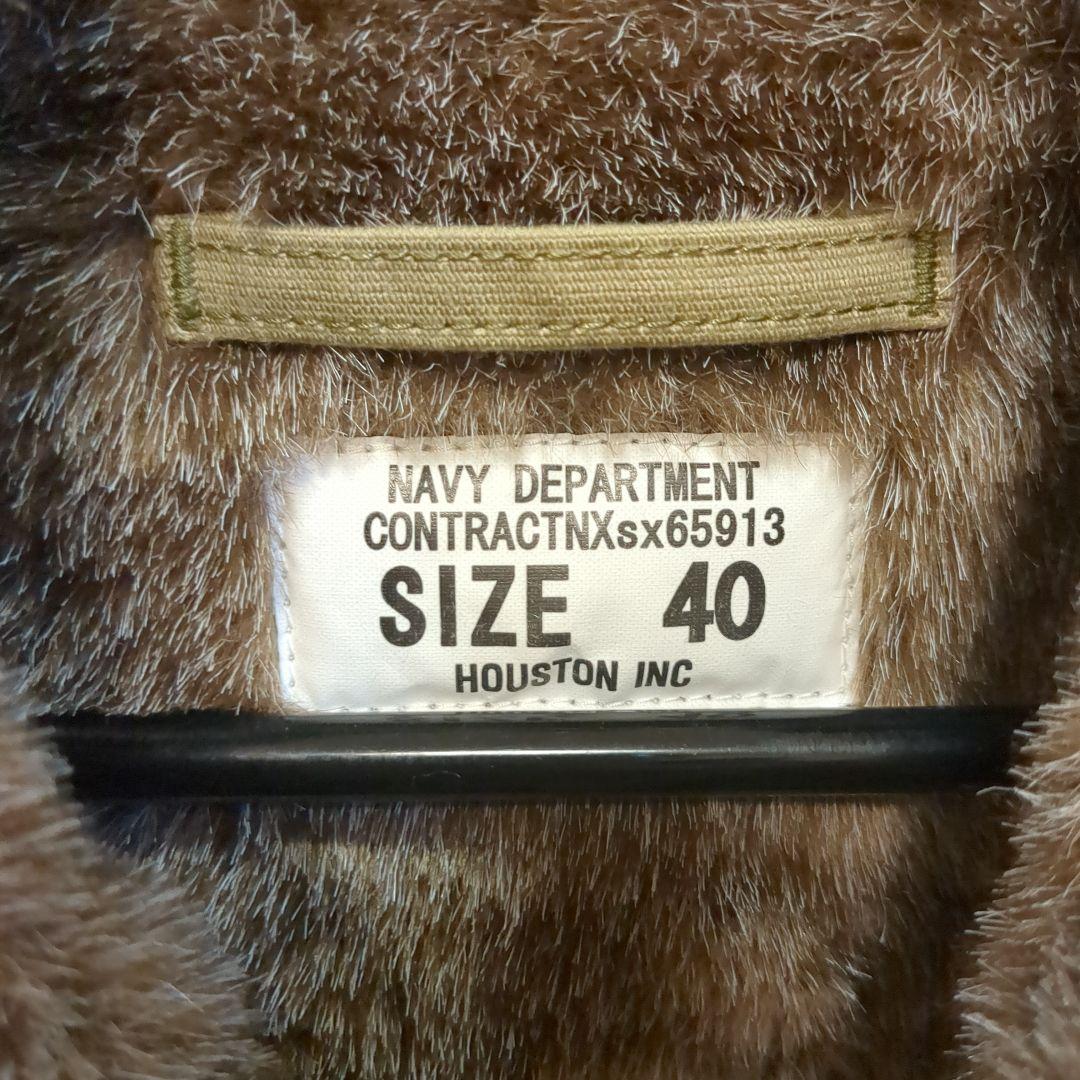 NAVY DEPARTMENT
CONTRACTNXsx65913
SIZE 40
HOUSTON INC